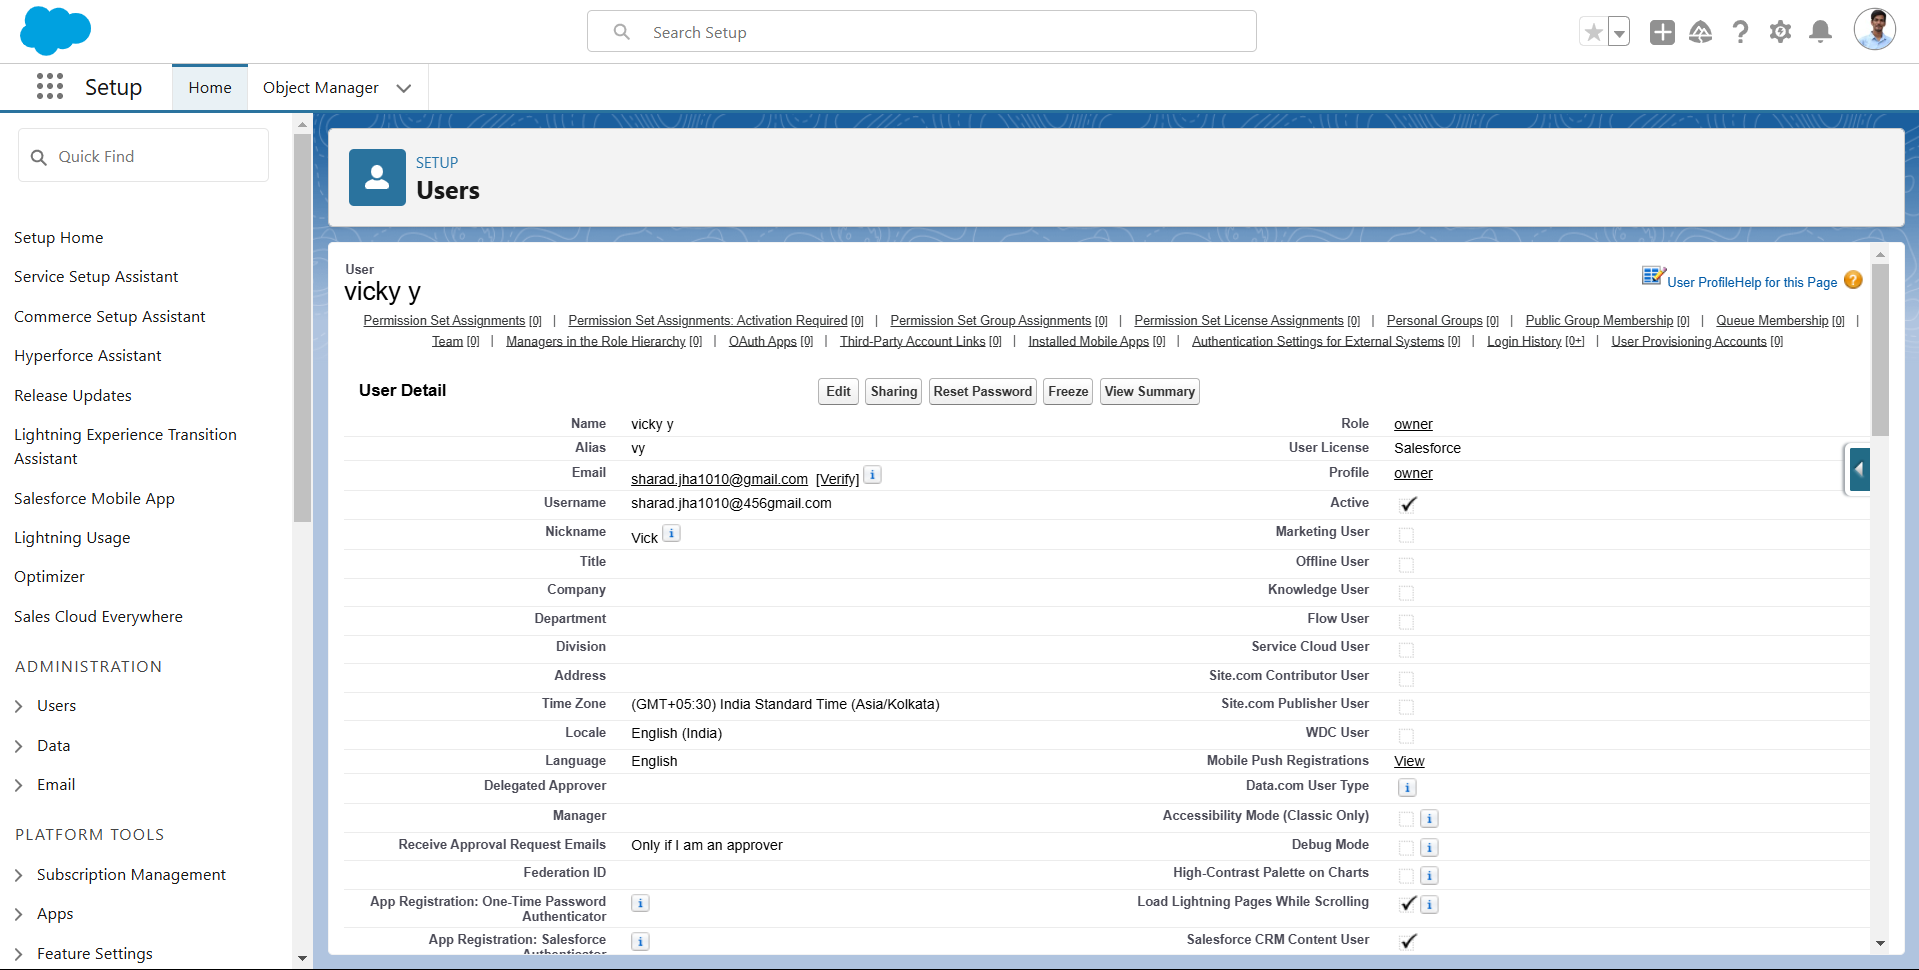 Search Setup
Setup
Home
Object Manager
Quick Find
Setup Home
Service Setup Assistant
Commerce Setup Assistant
Hyperforce Assistant
Release Updates
Lightning Experience Transition
Assistant
Salesforce Mobile App
Lightning Usage
Optimizer
Sales Cloud Everywhere
ADMINISTRATION
Users
Data
Email
PLATFORM TOOLS
Subscription Management
Apps
Feature Settings
SETUP
Users
User
vicky y
User ProfileHelp for this Page ?
Permission Set Assignments [0] | Permission Set Assignments: Activation Required [0] | Permission Set Group Assignments [0] | Permission Set License Assignments [0] | Personal Groups [0] | Public Group Membership [0] | Queue Membership [0] |
Team [0] | Managers in the Role Hierarchy [0] | OAuth Apps [0] | Third-Party Account Links [0] | Installed Mobile Apps [0] | Authentication Settings for External Systems [0] | Login History [0+] | User Provisioning Accounts [0]
User Detail
Edit Sharing Reset Password Freeze View Summary
Name vicky y Role owner
Alias vy User License Salesforce
Email sharad.jha1010@gmail.com [Verify] i Profile owner
Username sharad.jha1010@456gmail.com Active
Nickname Vick i Marketing User
Title Offline User
Company Knowledge User
Department Flow User
Division Service Cloud User
Address Site.com Contributor User
Time Zone (GMT+05:30) India Standard Time (Asia/Kolkata) Site.com Publisher User
Locale English (India) WDC User
Language English Mobile Push Registrations View
Delegated Approver Data.com User Type i
Manager Accessibility Mode (Classic Only) i
Receive Approval Request Emails Only if I am an approver Debug Mode i
Federation ID High-Contrast Palette on Charts i
App Registration: One-Time Password i Load Lightning Pages While Scrolling i
Authenticator
App Registration: Salesforce i Salesforce CRM Content User
Authenticator